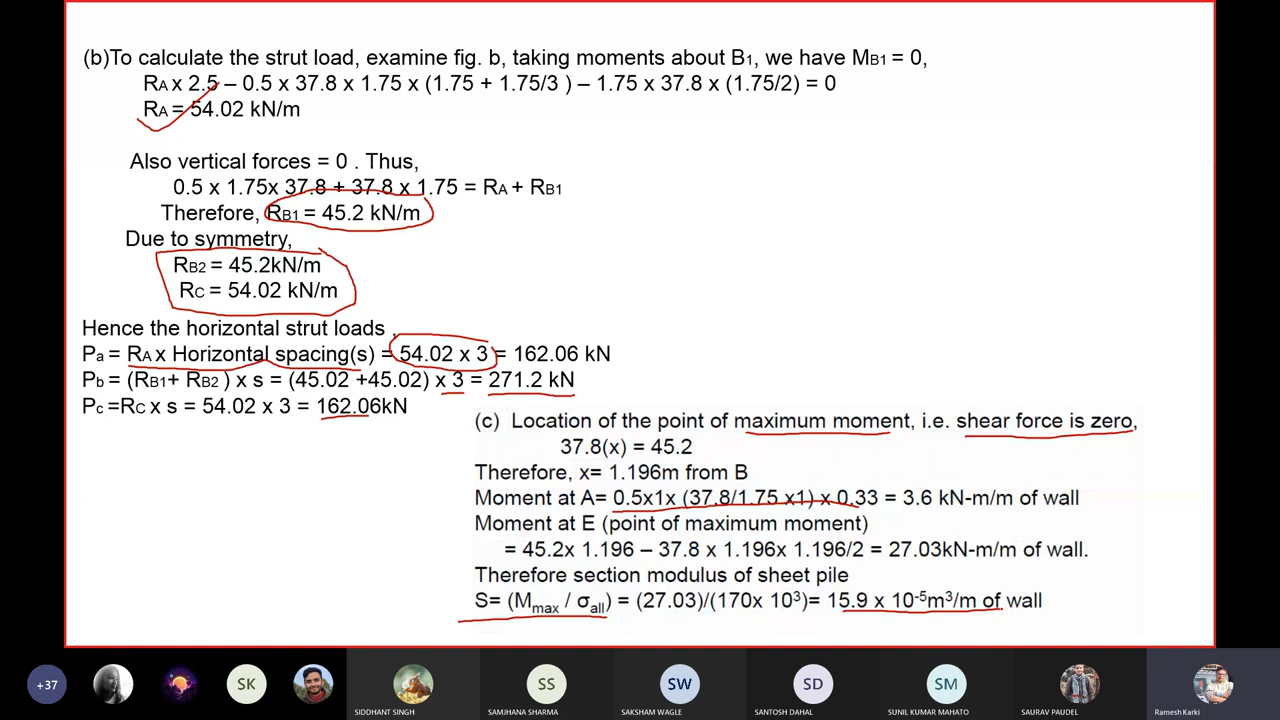 (b)To calculate the strut load, examine fig. b, taking moments about B1, we have MB1 = 0,
RA x 2.5 – 0.5 x 37.8 x 1.75 x (1.75 + 1.75/3 ) – 1.75 x 37.8 x (1.75/2) = 0
RA = 54.02 kN/m
Also vertical forces = 0 . Thus,
0.5 x 1.75x 37.8 + 37.8 x 1.75 = RA + RB1
Therefore, RB1 = 45.2 kN/m
Due to symmetry,
RB2 = 45.2kN/m
RC = 54.02 kN/m
Hence the horizontal strut loads ,
Pa = RA x Horizontal spacing(s) = 54.02 x 3 = 162.06 kN
Pb = (RB1+ RB2 ) x s = (45.02 +45.02) x 3 = 271.2 kN
Pc =RC x s = 54.02 x 3 = 162.06kN
(c) Location of the point of maximum moment, i.e. shear force is zero,
37.8(x) = 45.2
Therefore, x= 1.196m from B
Moment at A= 0.5x1x (37.8/1.75 x1) x 0.33 = 3.6 kN-m/m of wall
Moment at E (point of maximum moment)
= 45.2x 1.196 – 37.8 x 1.196x 1.196/2 = 27.03kN-m/m of wall.
Therefore section modulus of sheet pile
S= (Mmax / σall) = (27.03)/(170x 10³)= 15.9 x 10⁻⁵m³/m of wall
+37
SK
SS
SW
SD
SM
SIDDHANT SINGH
SAMJHANA SHARMA
SAKSHAM WAGLE
SANTOSH DAHAL
SUNIL KUMAR MAHATO
SAURAV PAUDEL
Ramesh Karki